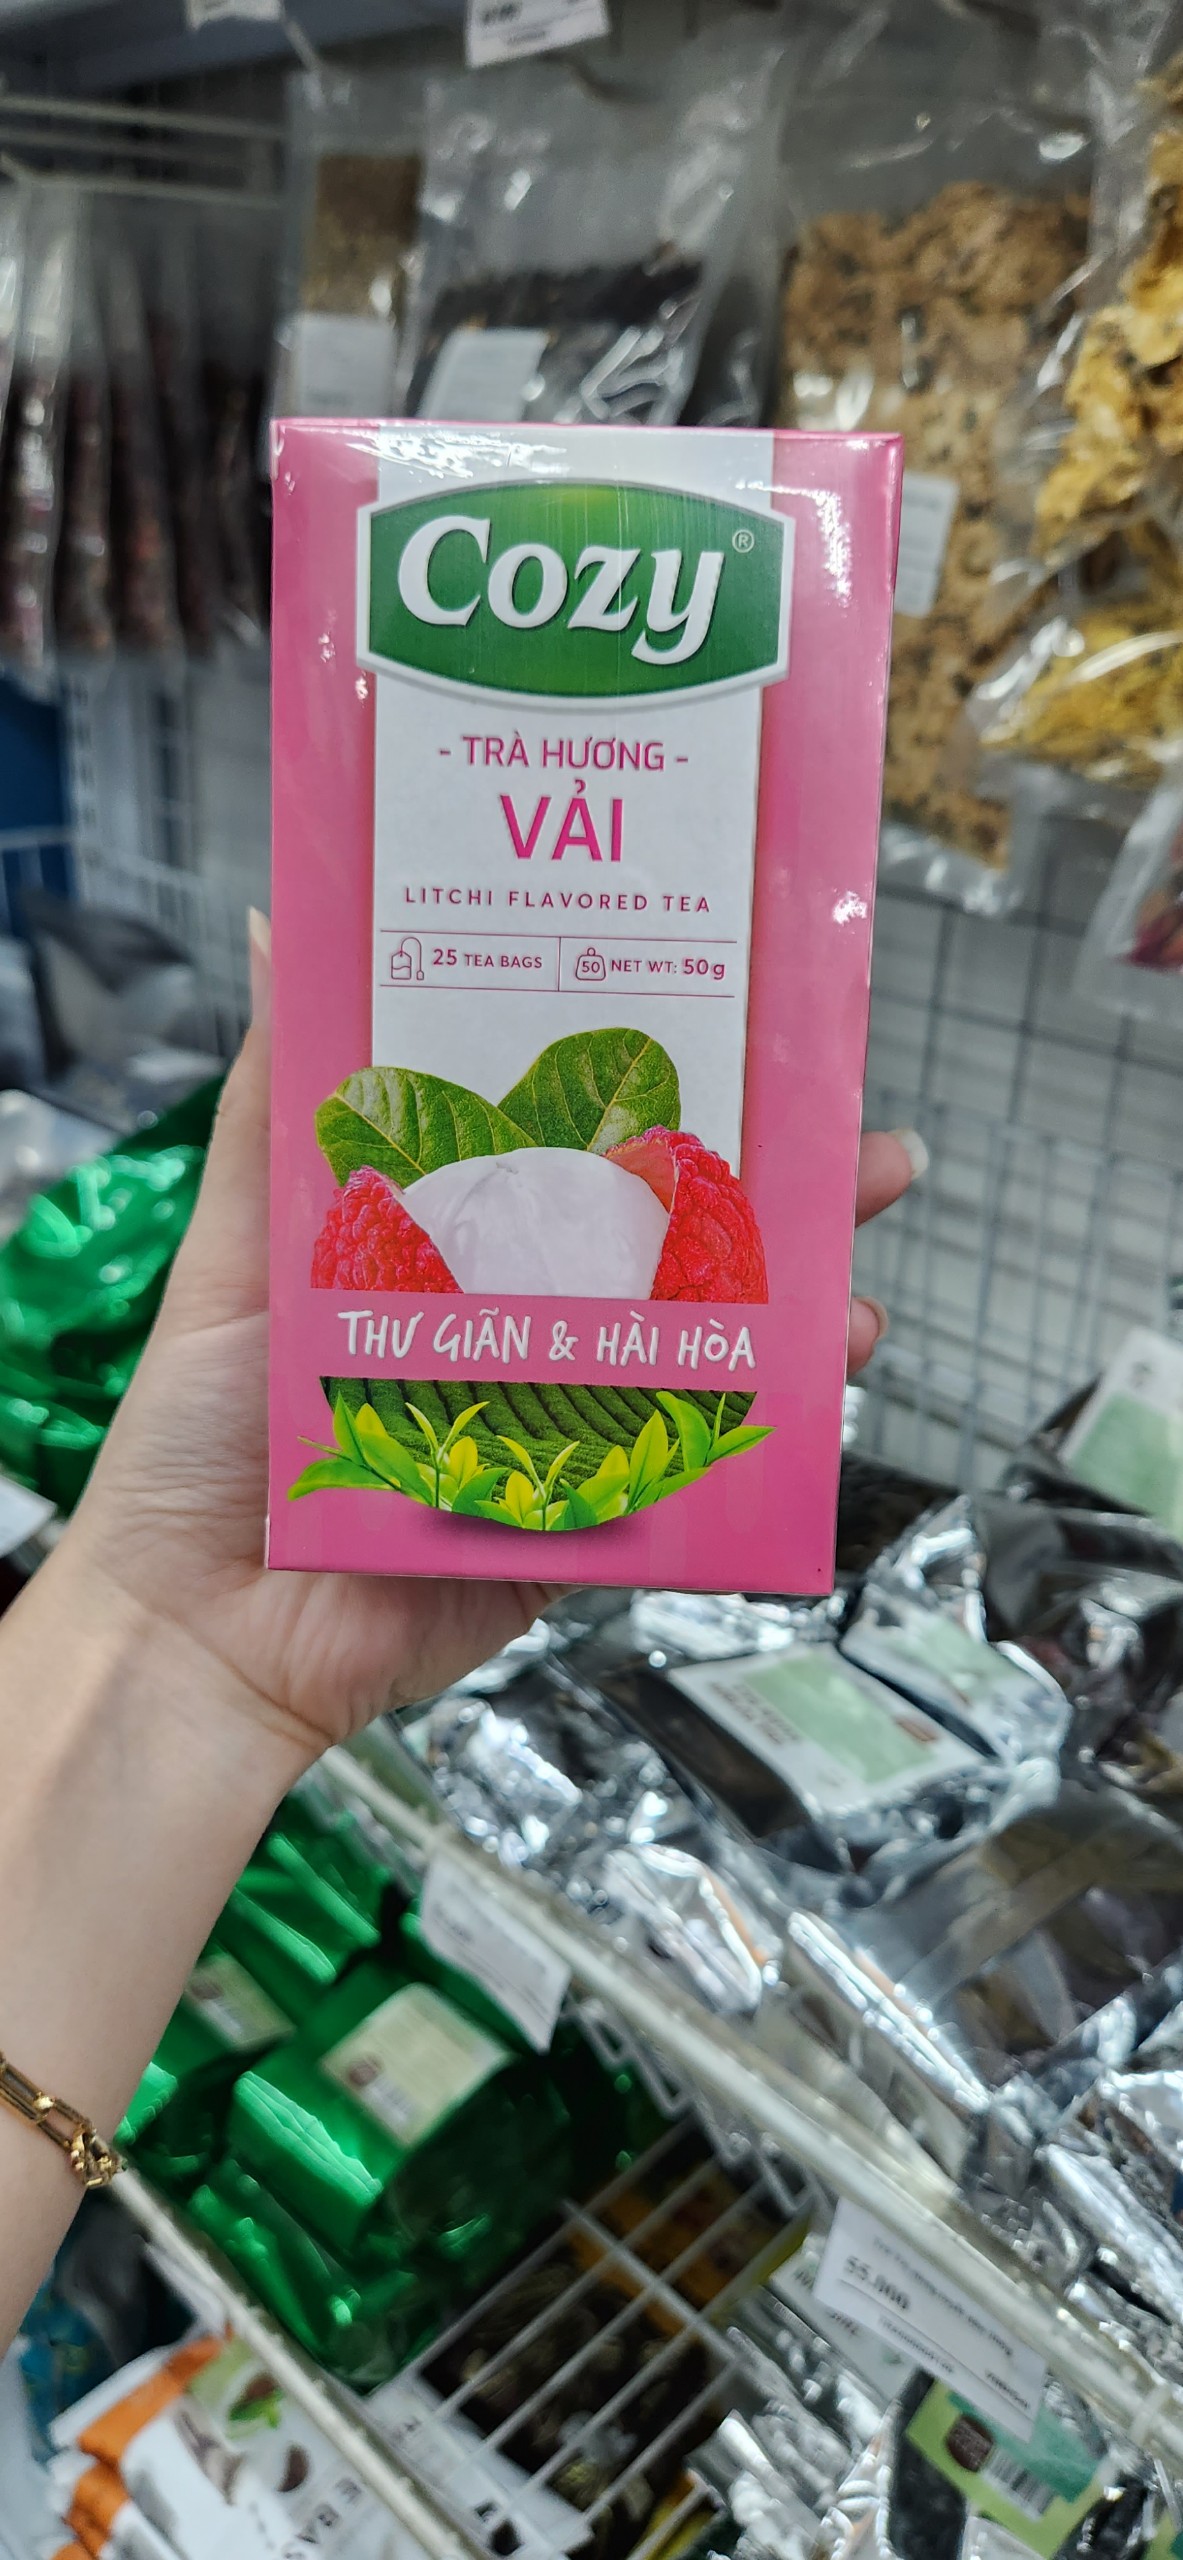 Cozy®
- TRÀ HƯƠNG -
VẢI
LITCHI FLAVORED TEA
25 TEA BAGS
50 NET WT: 50g
THƯ GIÃN & HÀI HÒA
55.000